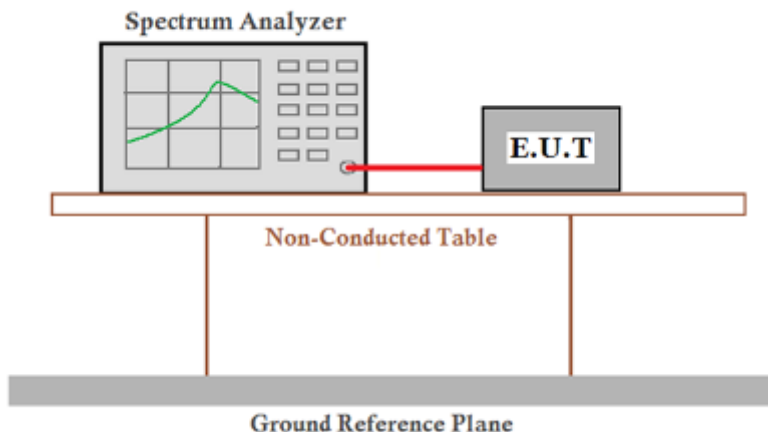 Spectrum Analyzer
E.U.T
Non-Conducted Table
Ground Reference Plane